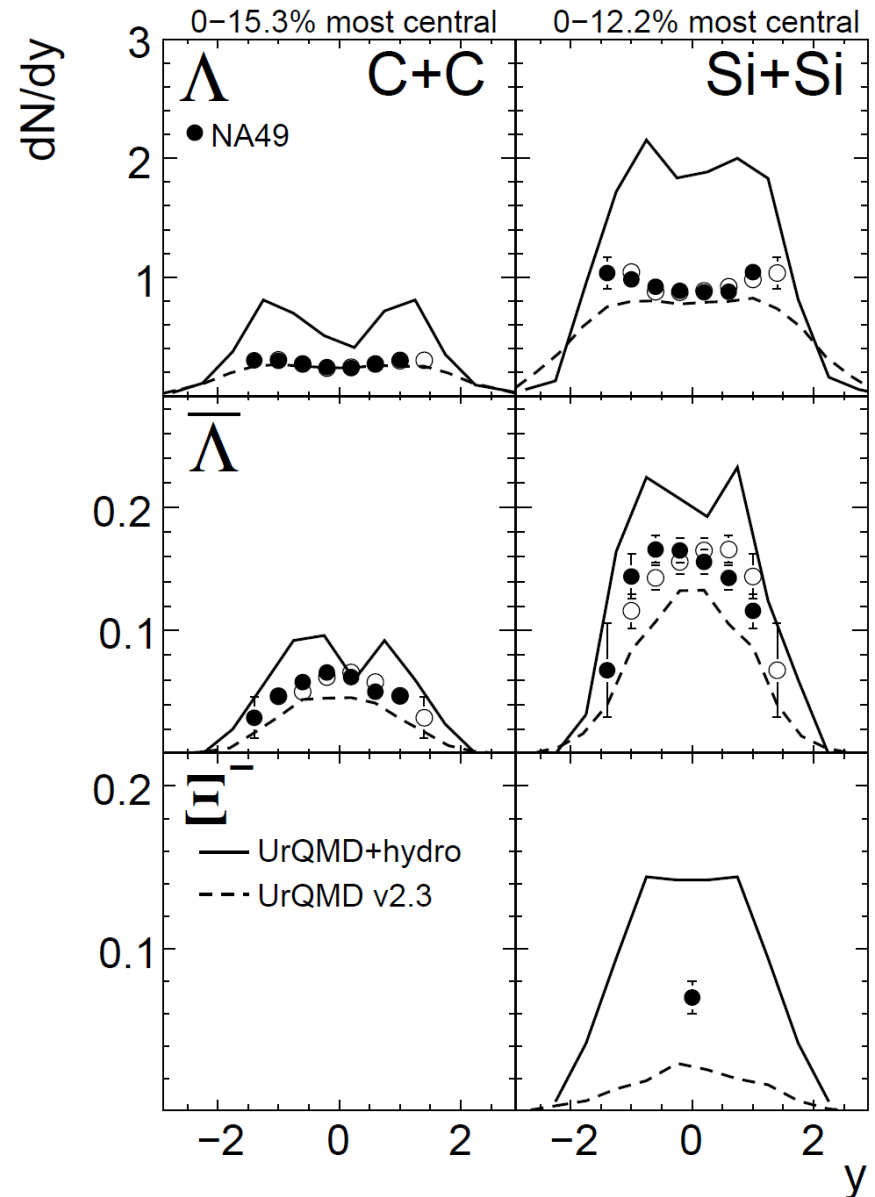 0−15.3% most central 0−12.2% most central
dN/dy
3
Λ C+C Si+Si
NA49
2
1
Λ̅
0.2
0.1
Ξ⁻
0.2
UrQMD+hydro
UrQMD v2.3
0.1
−2 0 2 −2 0 2
y